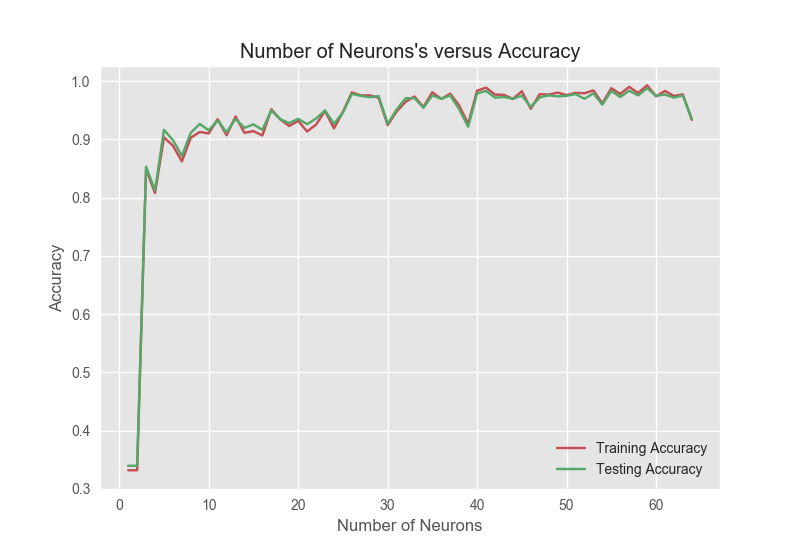 Number of Neurons's versus Accuracy
1.0
0.9
0.8
0.7
0.6
0.5
0.4
0.3
Accuracy
Training Accuracy
Testing Accuracy
0 10 20 30 40 50 60
Number of Neurons